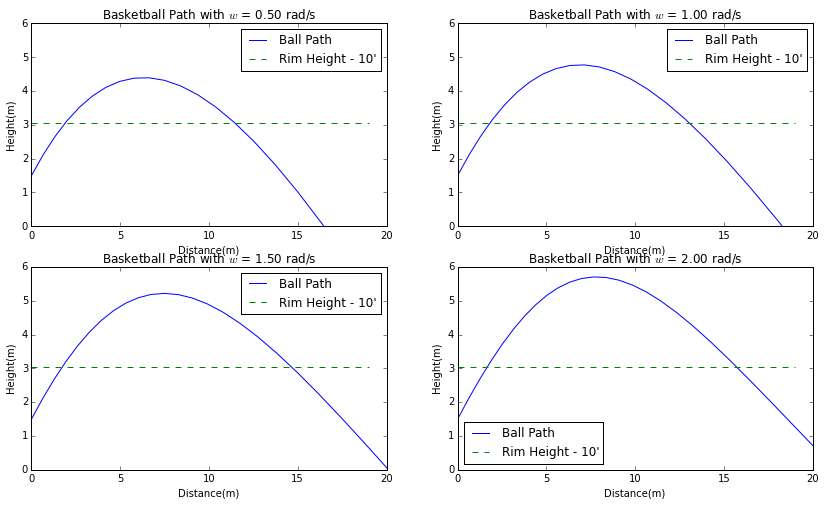 Basketball Path with w = 0.50 rad/s
6
5
4
3
2
1
0
Height(m)
Ball Path
Rim Height - 10'
0 5 10 15 20
Distance(m)
Basketball Path with w = 1.00 rad/s
6
5
4
3
2
1
0
Height(m)
Ball Path
Rim Height - 10'
0 5 10 15 20
Distance(m)
Basketball Path with w = 1.50 rad/s
6
5
4
3
2
1
0
Height(m)
Ball Path
Rim Height - 10'
0 5 10 15 20
Distance(m)
Basketball Path with w = 2.00 rad/s
6
5
4
3
2
1
0
Height(m)
Ball Path
Rim Height - 10'
0 5 10 15 20
Distance(m)